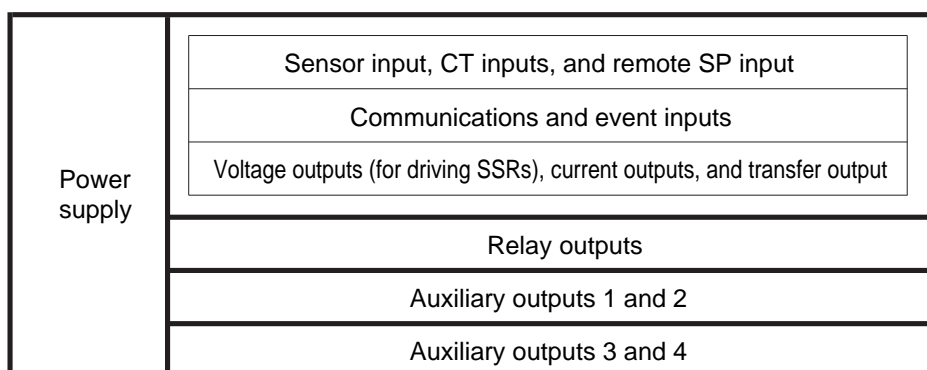 Power
supply
Sensor input, CT inputs, and remote SP input
Communications and event inputs
Voltage outputs (for driving SSRs), current outputs, and transfer output
Relay outputs
Auxiliary outputs 1 and 2
Auxiliary outputs 3 and 4